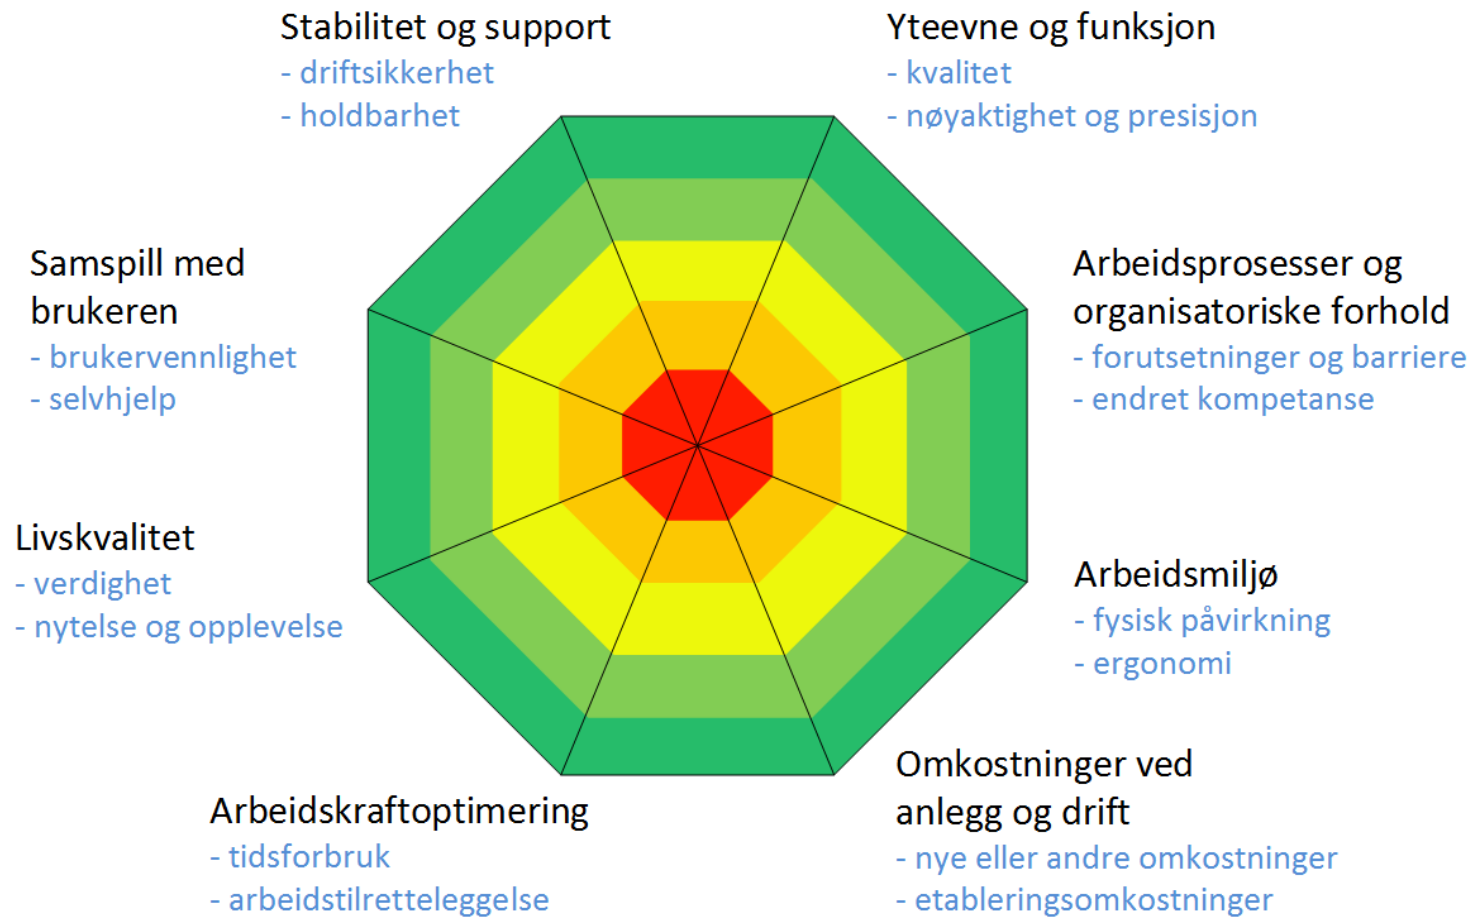 Stabilitet og support
- driftsikkerhet
- holdbarhet
Yteevne og funksjon
- kvalitet
- nøyaktighet og presisjon
Samspill med
brukeren
- brukervennlighet
- selvhjelp
Arbeidsprosesser og
organisatoriske forhold
- forutsetninger og barriere
- endret kompetanse
Livskvalitet
- verdighet
- nytelse og opplevelse
Arbeidsmiljø
- fysisk påvirkning
- ergonomi
Arbeidskraftoptimering
- tidsforbruk
- arbeidstilretteleggelse
Omkostninger ved
anlegg og drift
- nye eller andre omkostninger
- etableringsomkostninger